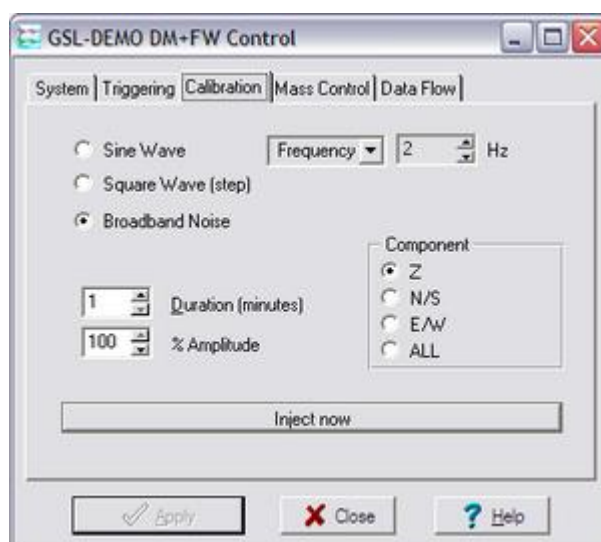 GSL-DEMO DM+FW Control
System Triggering Calibration Mass Control Data Flow
Sine Wave Frequency 2 Hz
Square Wave (step)
Broadband Noise
Component
Z
N/S
E/W
ALL
1 Duration (minutes)
100 % Amplitude
Inject now
Apply Close ? Help